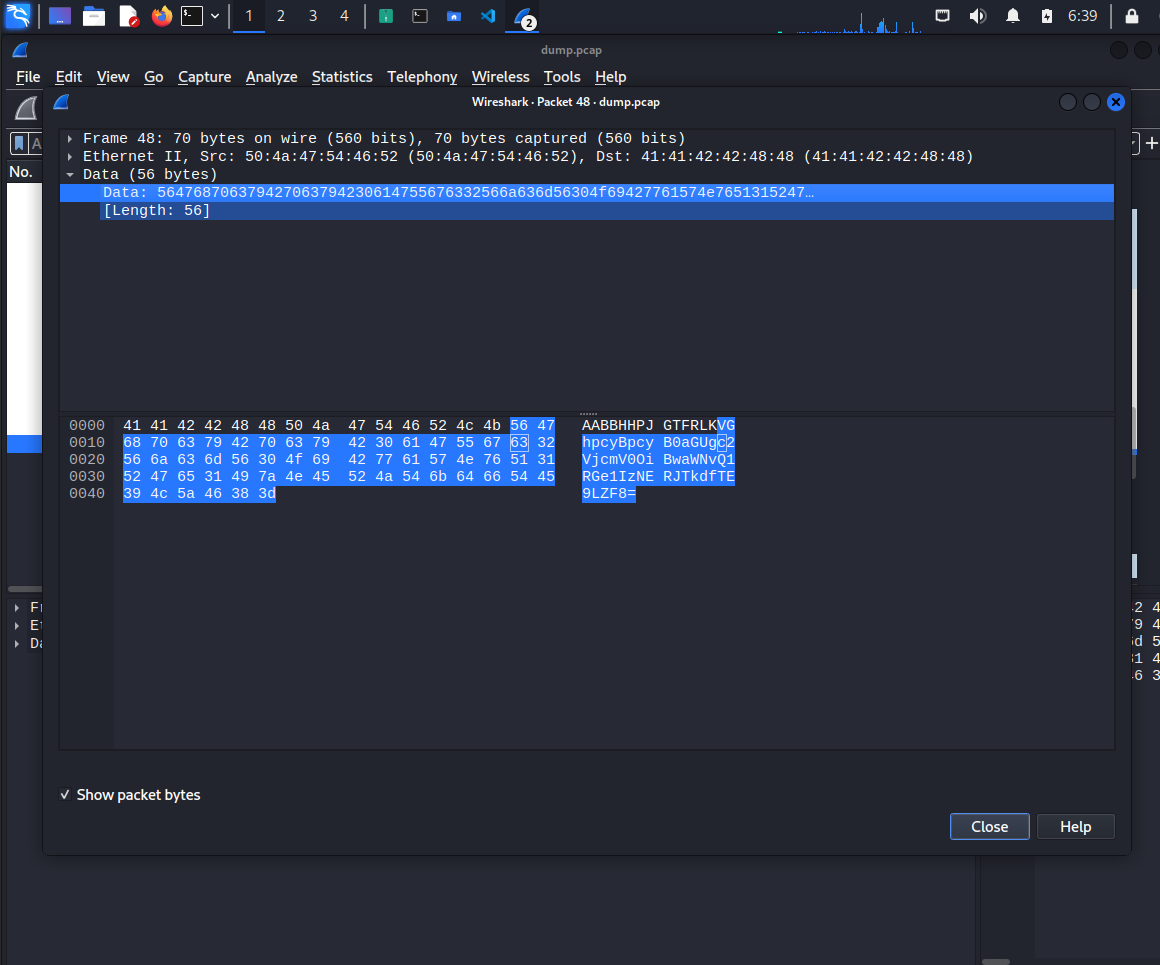 1 2 3 4 2 6:39
dump.pcap
File Edit View Go Capture Analyze Statistics Telephony Wireless Tools Help
Wireshark · Packet 48 · dump.pcap
A
No.
Frame 48: 70 bytes on wire (560 bits), 70 bytes captured (560 bits)
Ethernet II, Src: 50:4a:47:54:46:52 (50:4a:47:54:46:52), Dst: 41:41:42:42:48:48 (41:41:42:42:48:48)
Data (56 bytes)
Data: 564768706379427063794230614755676332566a636d56304f69427761574e7651315247…
[Length: 56]
0000 41 41 42 42 48 48 50 4a 47 54 46 52 4c 4b 56 47 AABBHHPJ GTFRLKVG
0010 68 70 63 79 42 70 63 79 42 30 61 47 55 67 63 32 hpcyBpcy B0aGUgc2
0020 56 6a 63 6d 56 30 4f 69 42 77 61 57 4e 76 51 31 VjcmV0Oi BwaWNvQ1
0030 52 47 65 31 49 7a 4e 45 52 4a 54 6b 64 66 54 45 RGe1IzNE RJTkdfTE
0040 39 4c 5a 46 38 3d 9LZF8=
Show packet bytes
Close Help